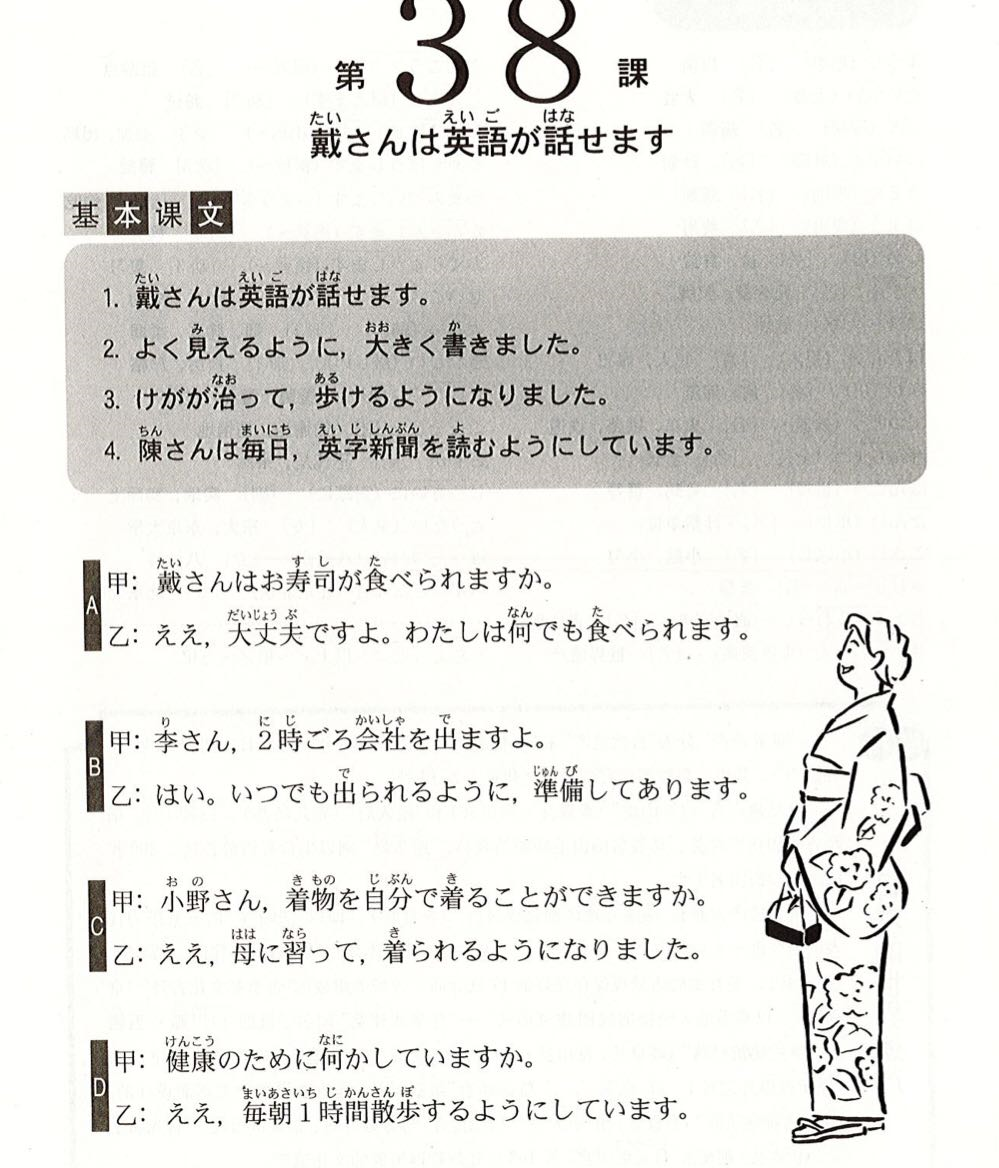 第38課
戴さんは英語が話せます
基本课文
1. 戴さんは英語が話せます。
2. よく見えるように，大きく書きました。
3. けがが治って，歩けるようになりました。
4. 陳さんは毎日，英字新聞を読むようにしています。
A
甲：戴さんはお寿司が食べられますか。
乙：ええ，大丈夫ですよ。わたしは何でも食べられます。
B
甲：李さん，2時ごろ会社を出ますよ。
乙：はい。いつでも出られるように，準備してあります。
C
甲：小野さん，着物を自分で着ることができますか。
乙：ええ，母に習って，着られるようになりました。
D
甲：健康のために何かしていますか。
乙：ええ，毎朝1時間散歩するようにしています。